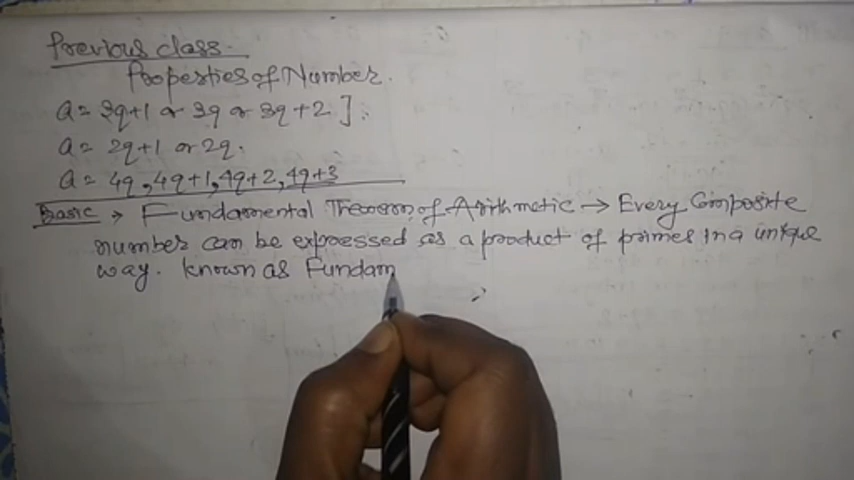 Previous class.
Properties of Number.
a = 3q+1 or 3q or 3q+2].
a = 2q+1 or 2q.
a = 4q, 4q+1, 4q+2, 4q+3
Basic → Fundamental Theorem of Arithmetic → Every Composite
number can be expressed as a product of primes in a unique
way. known as Fundam